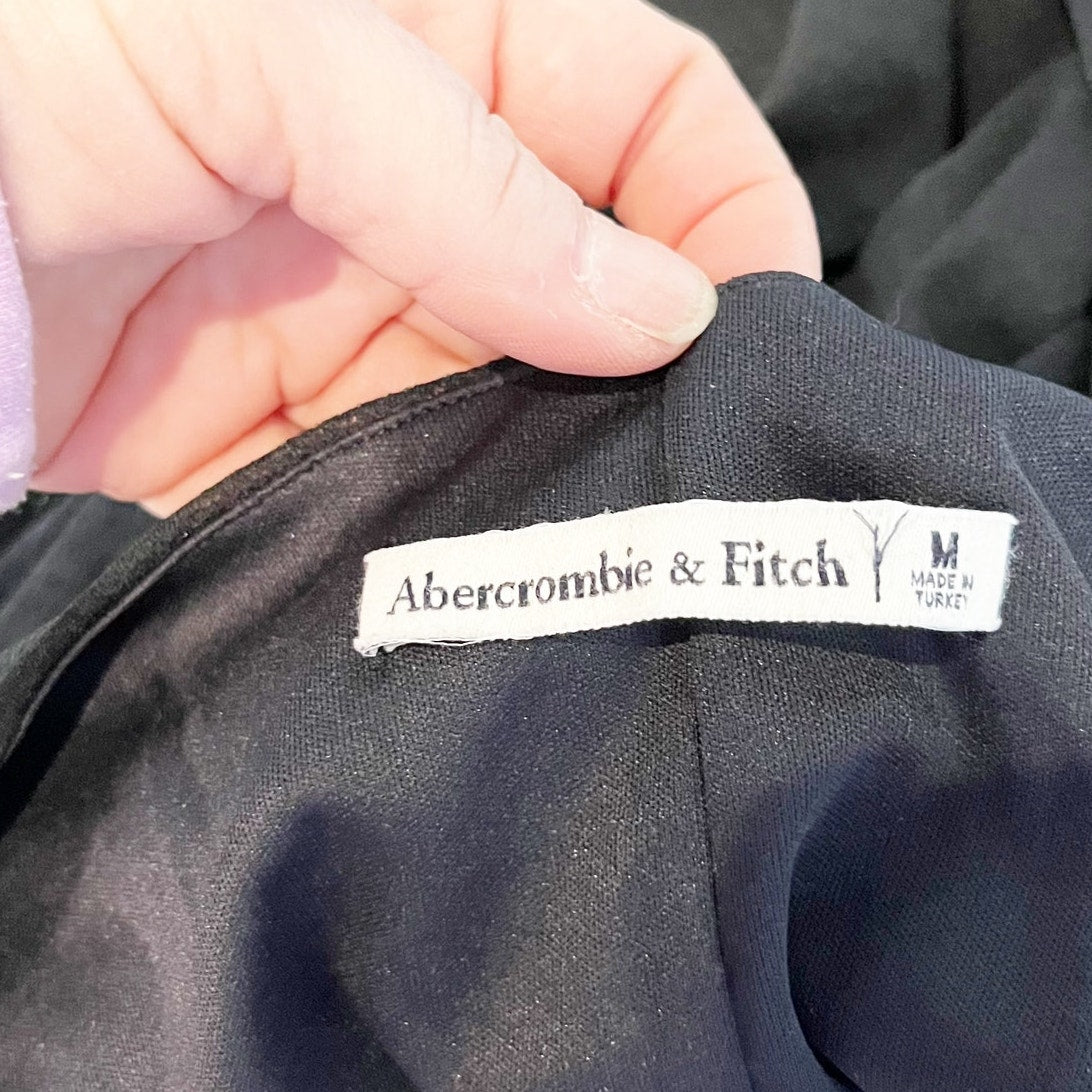 Abercrombie & Fitch
M
MADE IN
TURKEY